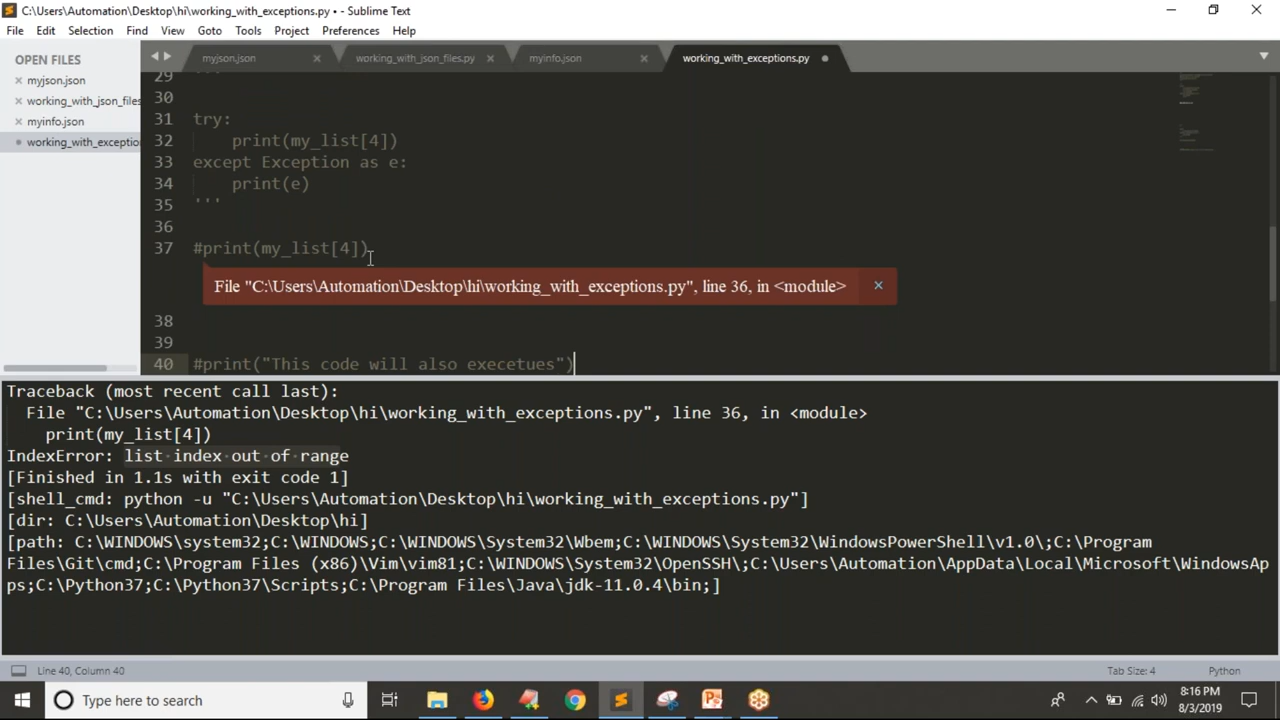 C:\Users\Automation\Desktop\hi\working_with_exceptions.py • - Sublime Text
File Edit Selection Find View Goto Tools Project Preferences Help
OPEN FILES
myjson.json
working_with_json_files
myinfo.json
working_with_exception
myjson.json
working_with_json_files.py
myinfo.json
working_with_exceptions.py
29 '''
30
31 try:
32     print(my_list[4])
33 except Exception as e:
34     print(e)
35 '''
36
37 #print(my_list[4])
File "C:\Users\Automation\Desktop\hi\working_with_exceptions.py", line 36, in <module> ×
38
39
40 #print("This code will also execetues")
Traceback (most recent call last):
  File "C:\Users\Automation\Desktop\hi\working_with_exceptions.py", line 36, in <module>
    print(my_list[4])
IndexError: list index out of range
[Finished in 1.1s with exit code 1]
[shell_cmd: python -u "C:\Users\Automation\Desktop\hi\working_with_exceptions.py"]
[dir: C:\Users\Automation\Desktop\hi]
[path: C:\WINDOWS\system32;C:\WINDOWS;C:\WINDOWS\System32\Wbem;C:\WINDOWS\System32\WindowsPowerShell\v1.0\;C:\Program
Files\Git\cmd;C:\Program Files (x86)\Vim\vim81;C:\WINDOWS\System32\OpenSSH\;C:\Users\Automation\AppData\Local\Microsoft\WindowsAp
ps;C:\Python37;C:\Python37\Scripts;C:\Program Files\Java\jdk-11.0.4\bin;]
Line 40, Column 40
Tab Size: 4
Python
Type here to search
8:16 PM
8/3/2019